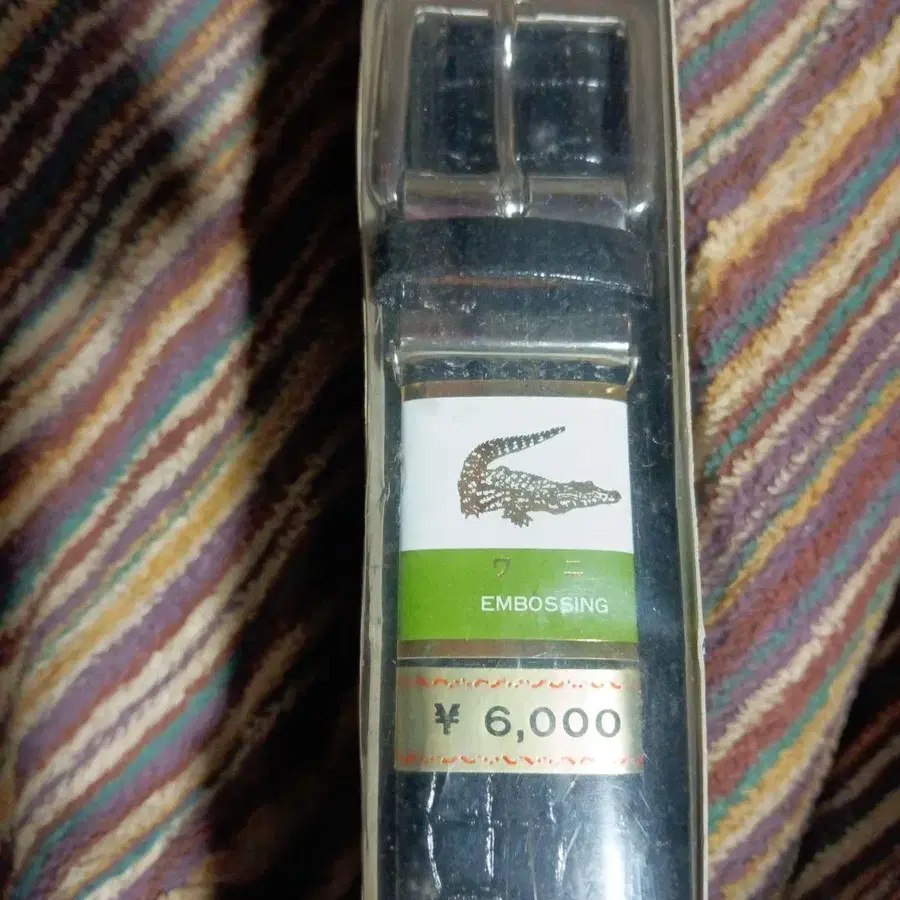 ワニ
EMBOSSING
¥ 6,000